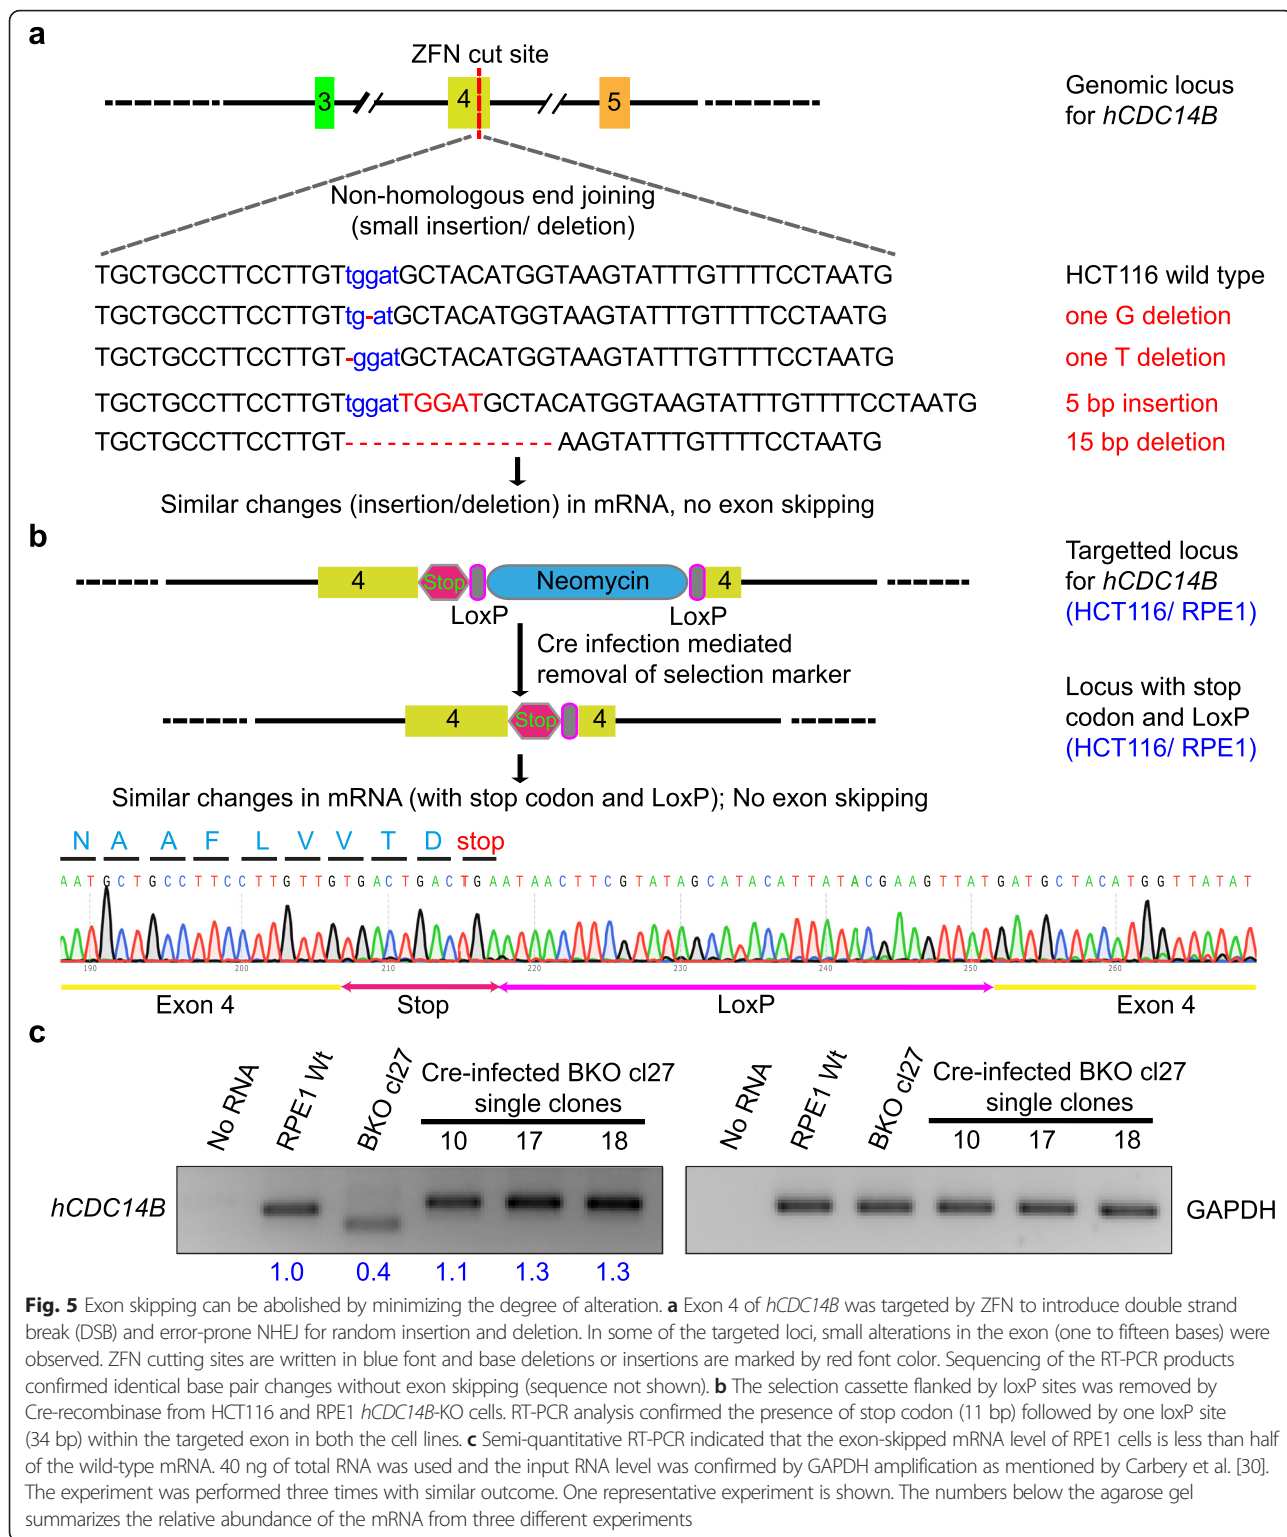 a
ZFN cut site
3
4
5
Genomic locus
for hCDC14B
Non-homologous end joining
(small insertion/ deletion)
TGCTGCCTTCCTTGTtggatGCTACATGGTAAGTATTTGTTTTCCTAATG HCT116 wild type
TGCTGCCTTCCTTGTtg-atGCTACATGGTAAGTATTTGTTTTCCTAATG one G deletion
TGCTGCCTTCCTTGT-ggatGCTACATGGTAAGTATTTGTTTTCCTAATG one T deletion
TGCTGCCTTCCTTGTtggatTGGATGCTACATGGTAAGTATTTGTTTTCCTAATG 5 bp insertion
TGCTGCCTTCCTTGT---------------AAGTATTTGTTTTCCTAATG 15 bp deletion
Similar changes (insertion/deletion) in mRNA, no exon skipping
b
4 Stop Neomycin 4
LoxP LoxP
Targetted locus
for hCDC14B
(HCT116/ RPE1)
Cre infection mediated
removal of selection marker
4 Stop 4
Locus with stop
codon and LoxP
(HCT116/ RPE1)
Similar changes in mRNA (with stop codon and LoxP); No exon skipping
N A A F L V V T D stop
AATGCTGCCTTCCTTGTTGTGACTGACTGAATAACTTCGTATAGCATACATTATACGAAGTTATGATGCTACATGGTTATAT
190 200 210 220 230 240 250 260
Exon 4 Stop LoxP Exon 4
c
No RNA RPE1 Wt BKO cl27 Cre-infected BKO cl27
single clones
10 17 18
No RNA RPE1 Wt BKO cl27 Cre-infected BKO cl27
single clones
10 17 18
hCDC14B
GAPDH
1.0 0.4 1.1 1.3 1.3
Fig. 5 Exon skipping can be abolished by minimizing the degree of alteration. a Exon 4 of hCDC14B was targeted by ZFN to introduce double strand
break (DSB) and error-prone NHEJ for random insertion and deletion. In some of the targeted loci, small alterations in the exon (one to fifteen bases) were
observed. ZFN cutting sites are written in blue font and base deletions or insertions are marked by red font color. Sequencing of the RT-PCR products
confirmed identical base pair changes without exon skipping (sequence not shown). b The selection cassette flanked by loxP sites was removed by
Cre-recombinase from HCT116 and RPE1 hCDC14B-KO cells. RT-PCR analysis confirmed the presence of stop codon (11 bp) followed by one loxP site
(34 bp) within the targeted exon in both the cell lines. c Semi-quantitative RT-PCR indicated that the exon-skipped mRNA level of RPE1 cells is less than half
of the wild-type mRNA. 40 ng of total RNA was used and the input RNA level was confirmed by GAPDH amplification as mentioned by Carbery et al. [30].
The experiment was performed three times with similar outcome. One representative experiment is shown. The numbers below the agarose gel
summarizes the relative abundance of the mRNA from three different experiments